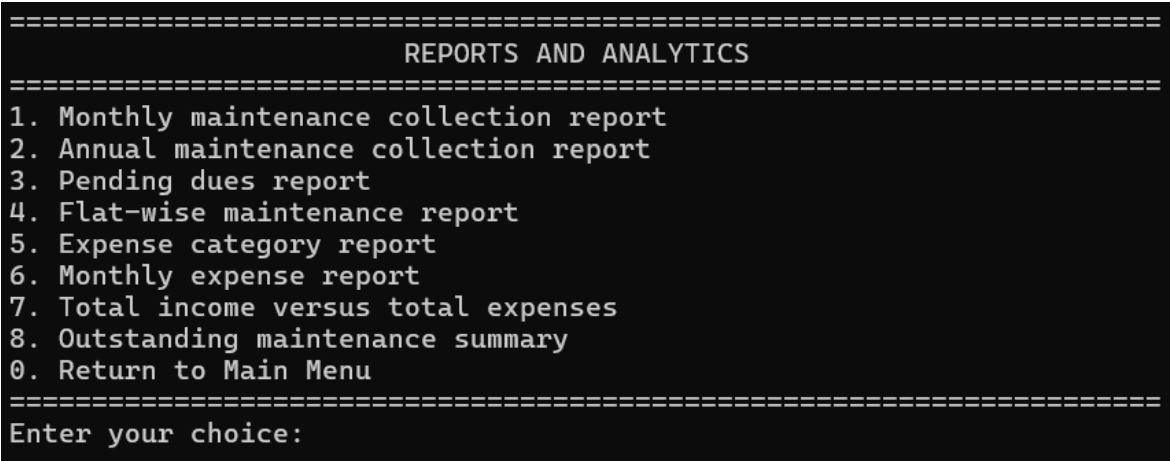 ======================================================================
REPORTS AND ANALYTICS
======================================================================
1. Monthly maintenance collection report
2. Annual maintenance collection report
3. Pending dues report
4. Flat-wise maintenance report
5. Expense category report
6. Monthly expense report
7. Total income versus total expenses
8. Outstanding maintenance summary
0. Return to Main Menu
======================================================================
Enter your choice: